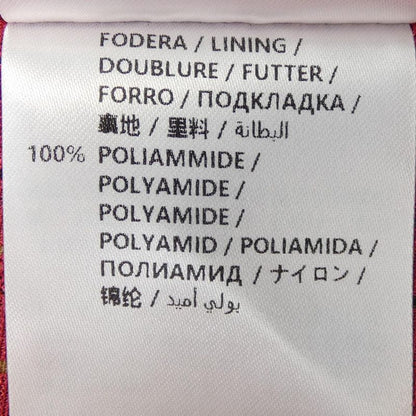 FODERA / LINING /
DOUBLURE / FUTTER /
FORRO / ПОДКЛАДКА /
裏地 / 里料 / البطانة /
100% POLIAMMIDE /
POLYAMIDE /
POLYAMIDE /
POLYAMID / POLIAMIDA /
ПОЛИАМИД / ナイロン /
锦纶 / بولي أميد /